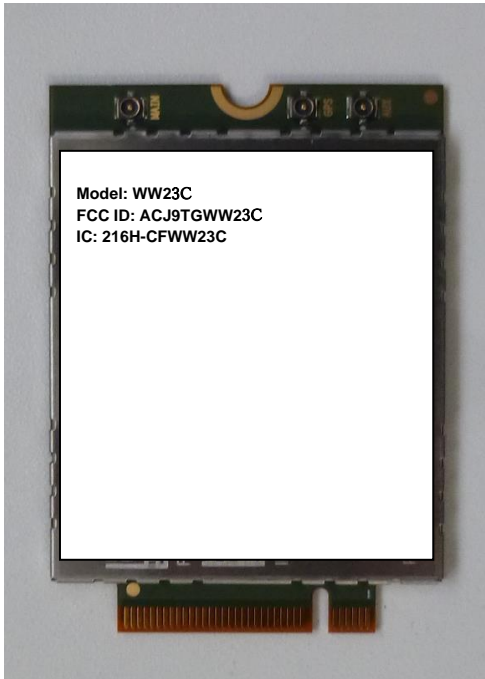 MAIN
GPS
AUX
Model: WW23C
FCC ID: ACJ9TGWW23C
IC: 216H-CFWW23C